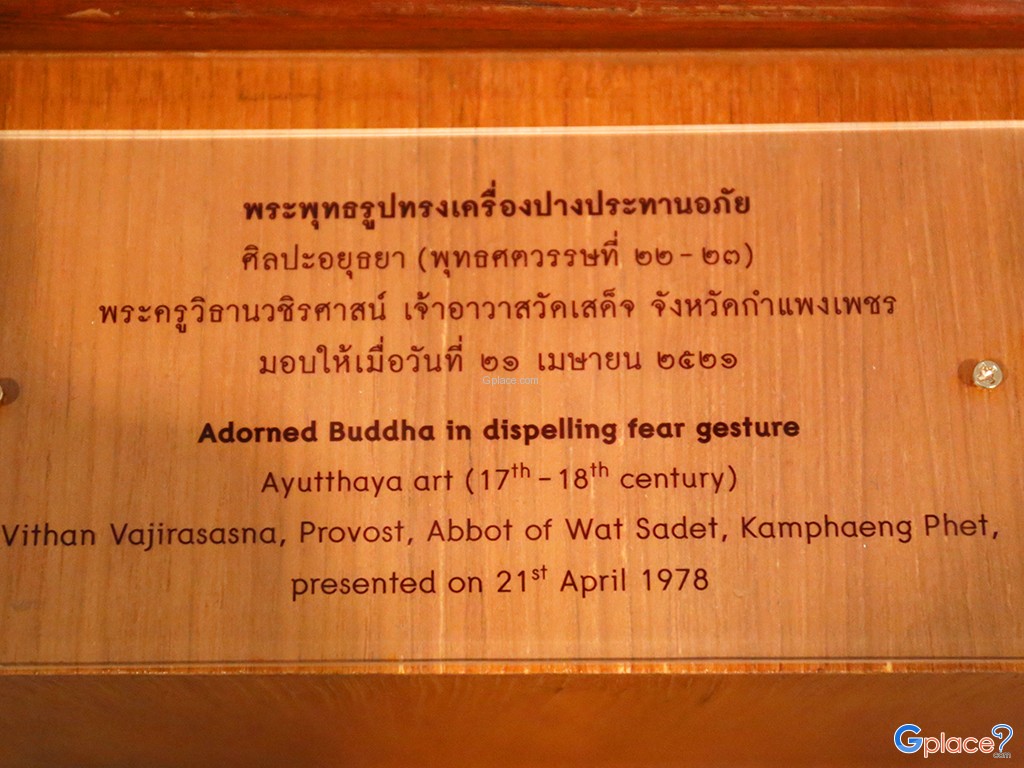 พระพุทธรูปทรงเครื่องปางประทานอภัย
ศิลปะอยุธยา (พุทธศตวรรษที่ ๒๒ - ๒๓)
พระครูวิธานวชิรศาสน์ เจ้าอาวาสวัดเสด็จ จังหวัดกำแพงเพชร
มอบให้เมื่อวันที่ ๒๑ เมษายน ๒๕๒๑
Gplace.com
Adorned Buddha in dispelling fear gesture
Ayutthaya art (17th - 18th century)
Vithan Vajirasasna, Provost, Abbot of Wat Sadet, Kamphaeng Phet,
presented on 21st April 1978
Gplace.com